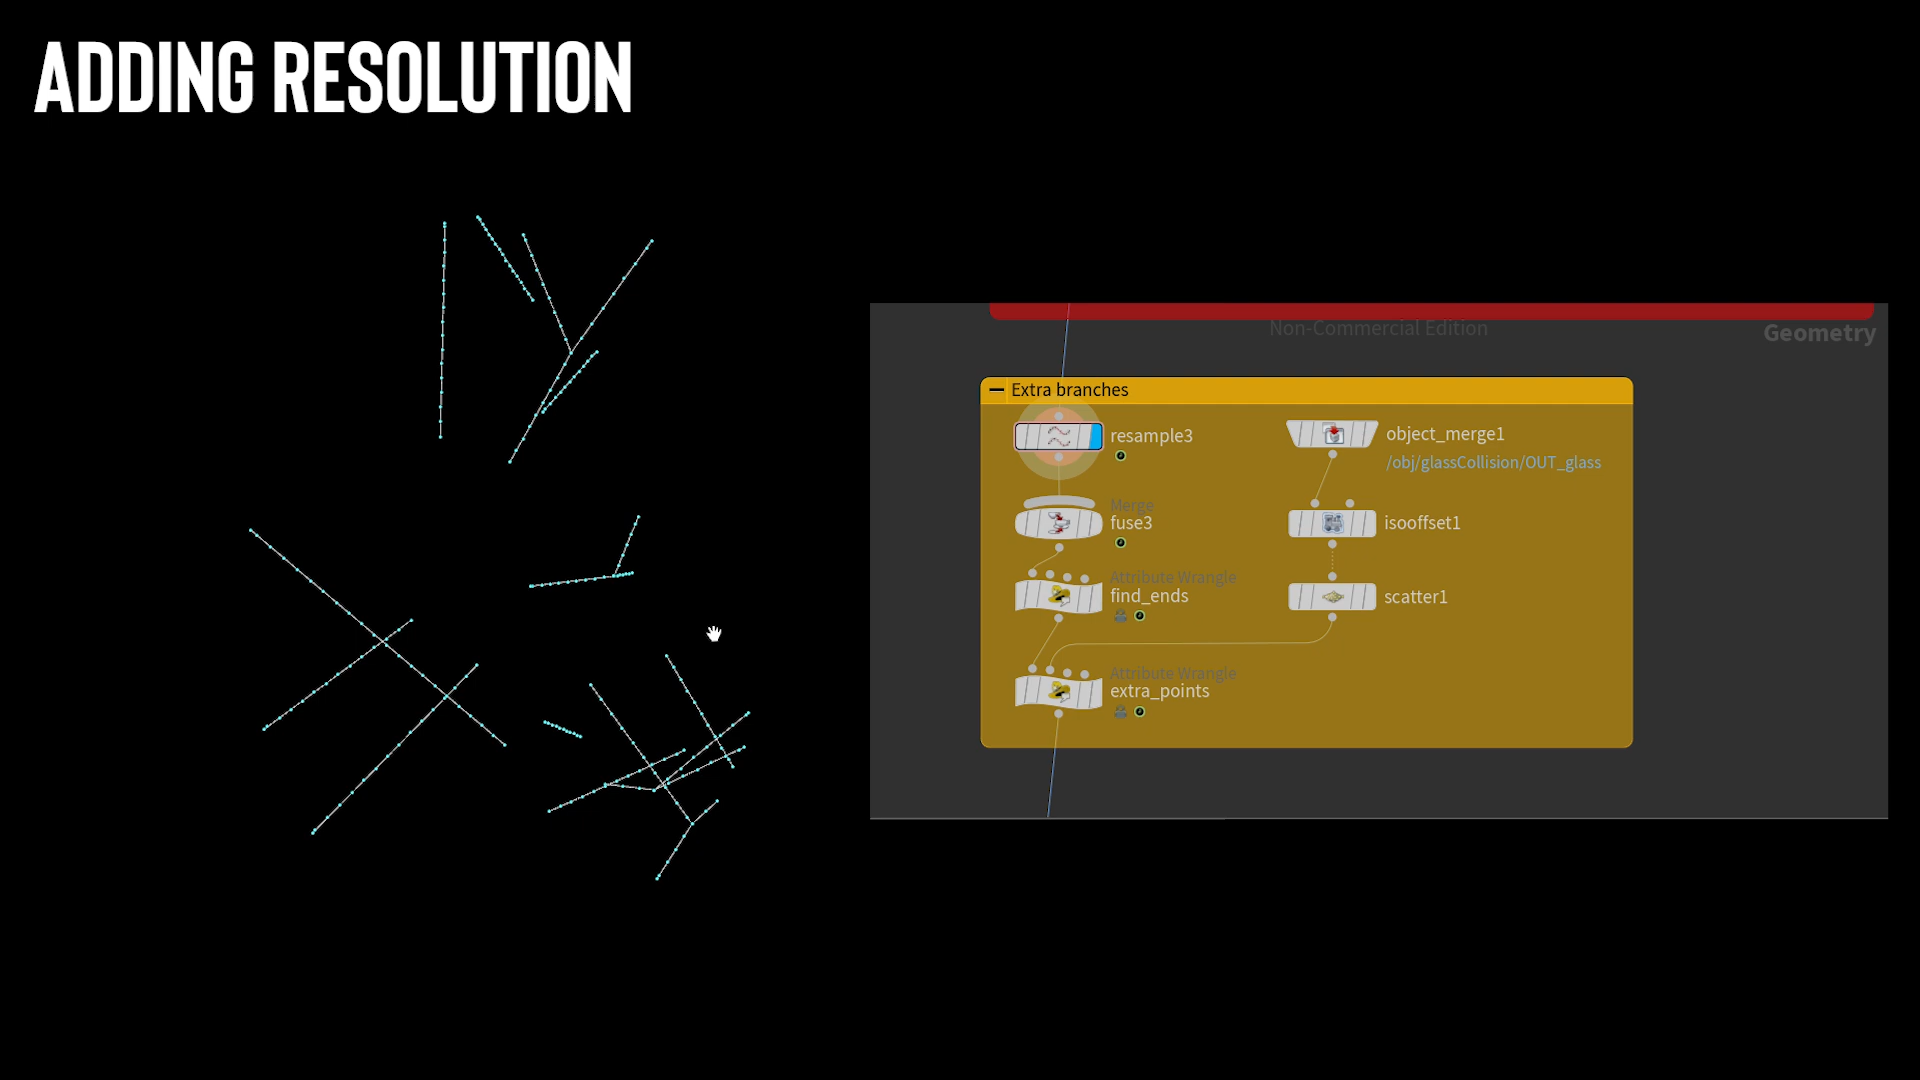 ADDING RESOLUTION
Non-Commercial Edition
Geometry
Extra branches
resample3
object_merge1
/obj/glassCollision/OUT_glass
Merge
fuse3
isooffset1
Attribute Wrangle
find_ends
scatter1
Attribute Wrangle
extra_points